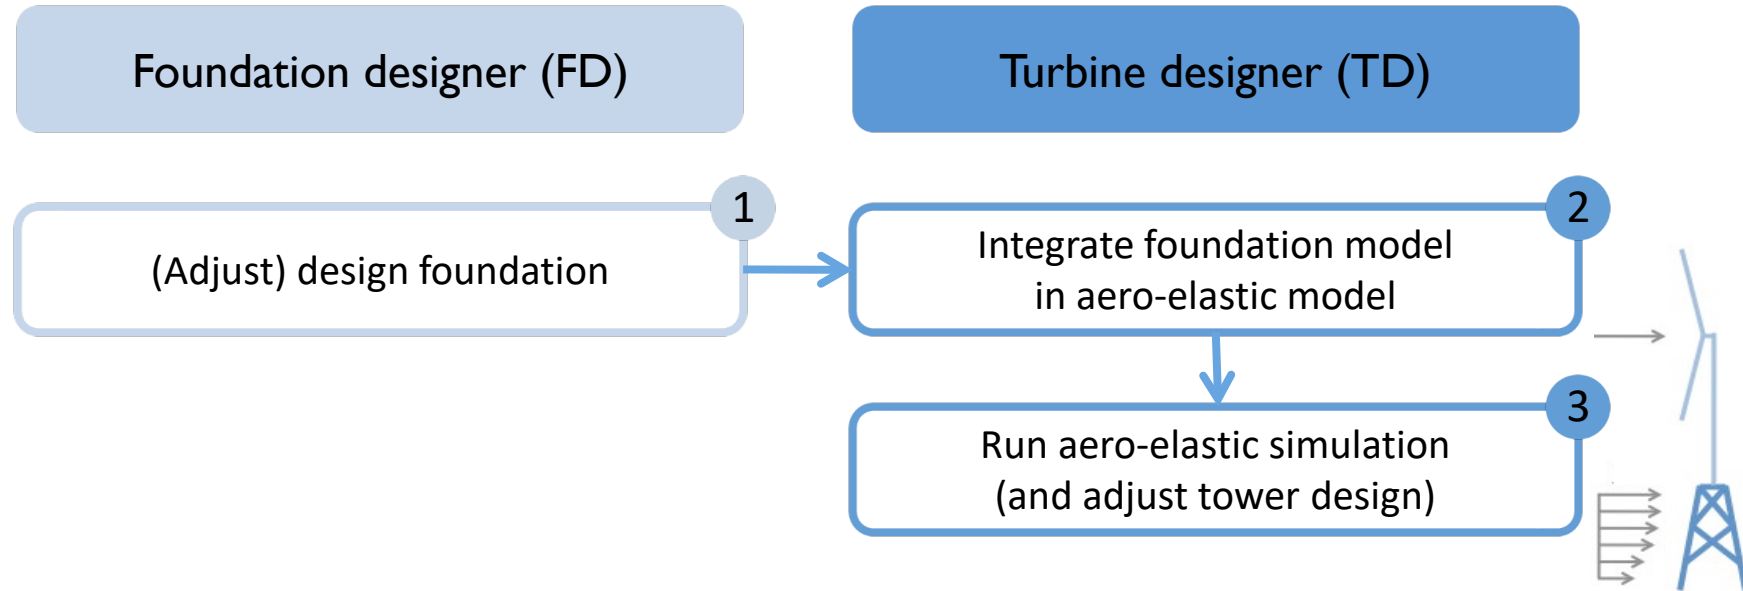 Foundation designer (FD)
Turbine designer (TD)
1
(Adjust) design foundation
2
Integrate foundation model
in aero-elastic model
3
Run aero-elastic simulation
(and adjust tower design)